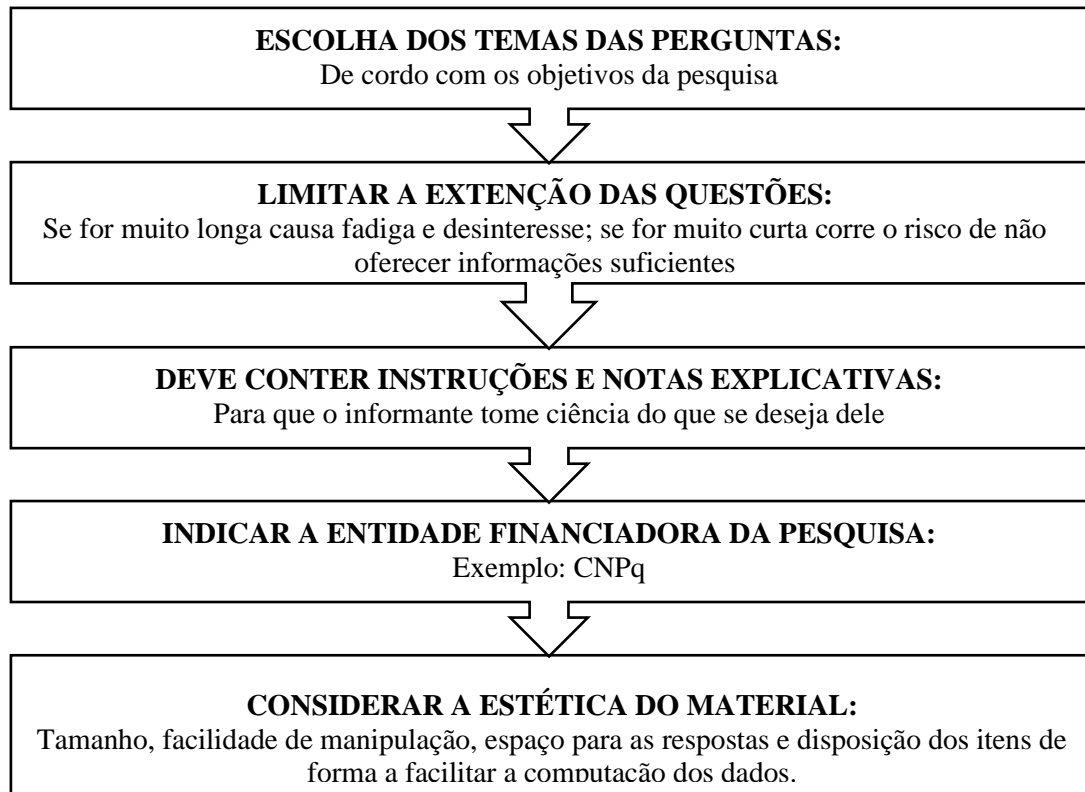 ESCOLHA DOS TEMAS DAS PERGUNTAS:
De cordo com os objetivos da pesquisa
LIMITAR A EXTENÇÃO DAS QUESTÕES:
Se for muito longa causa fadiga e desinteresse; se for muito curta corre o risco de não
oferecer informações suficientes
DEVE CONTER INSTRUÇÕES E NOTAS EXPLICATIVAS:
Para que o informante tome ciência do que se deseja dele
INDICAR A ENTIDADE FINANCIADORA DA PESQUISA:
Exemplo: CNPq
CONSIDERAR A ESTÉTICA DO MATERIAL:
Tamanho, facilidade de manipulação, espaço para as respostas e disposição dos itens de
forma a facilitar a computação dos dados.